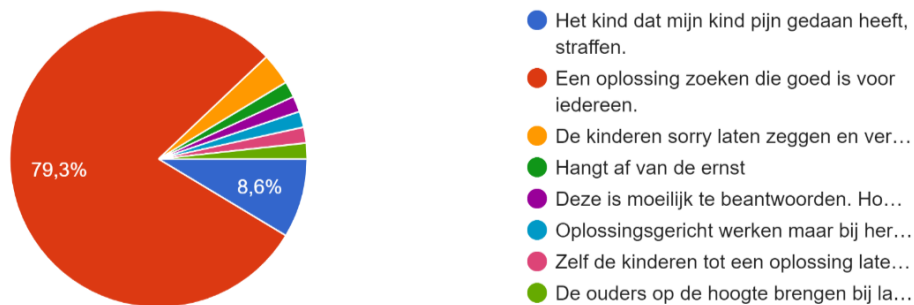 79,3%
8,6%
Het kind dat mijn kind pijn gedaan heeft,
straffen.
Een oplossing zoeken die goed is voor
iedereen.
De kinderen sorry laten zeggen en ver…
Hangt af van de ernst
Deze is moeilijk te beantwoorden. Ho…
Oplossingsgericht werken maar bij her…
Zelf de kinderen tot een oplossing late…
De ouders op de hoogte brengen bij la…